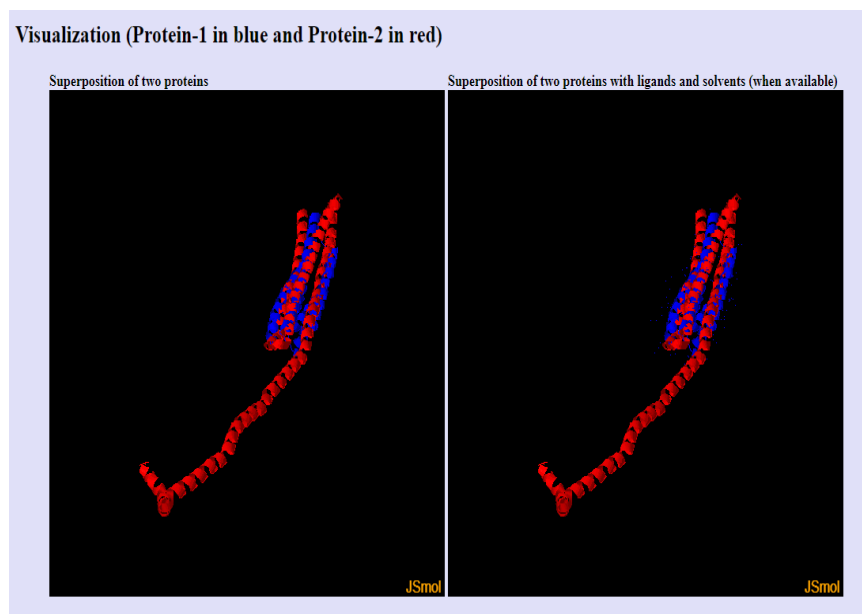 Visualization (Protein-1 in blue and Protein-2 in red)
Superposition of two proteins
Superposition of two proteins with ligands and solvents (when available)
JSmol
JSmol